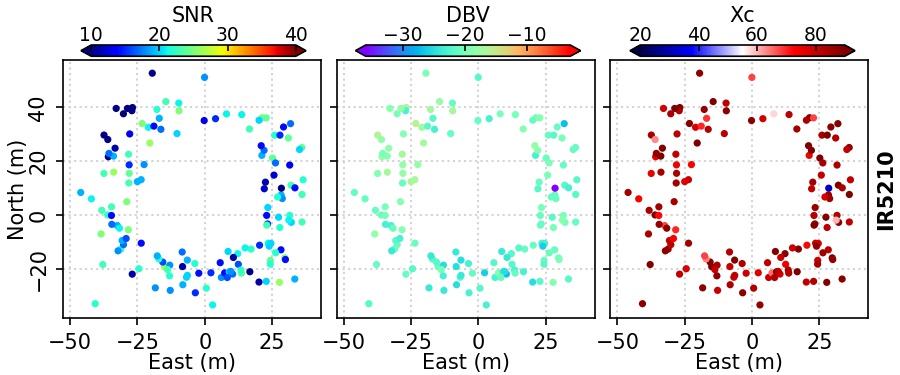 SNR DBV Xc
10 20 30 40 −30 −20 −10 20 40 60 80
North (m)
40
20
0
−20
−50 −25 0 25 −50 −25 0 25 −50 −25 0 25
East (m) East (m) East (m)
IR5210